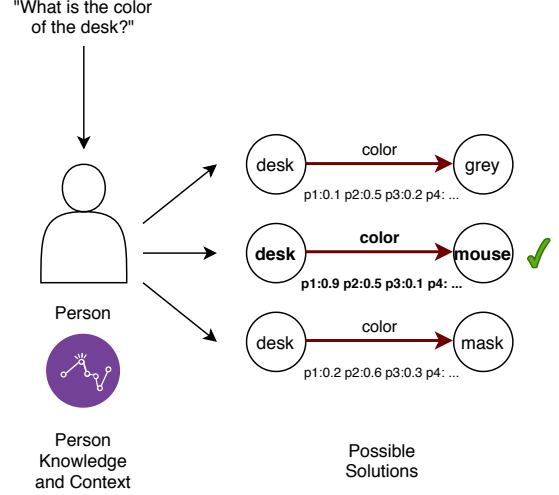 "What is the color
of the desk?"
desk
color
grey
p1:0.1 p2:0.5 p3:0.2 p4: ...
desk
color
mouse
p1:0.9 p2:0.5 p3:0.1 p4: ...
desk
color
mask
p1:0.2 p2:0.6 p3:0.3 p4: ...
Person
Person
Knowledge
and Context
Possible
Solutions